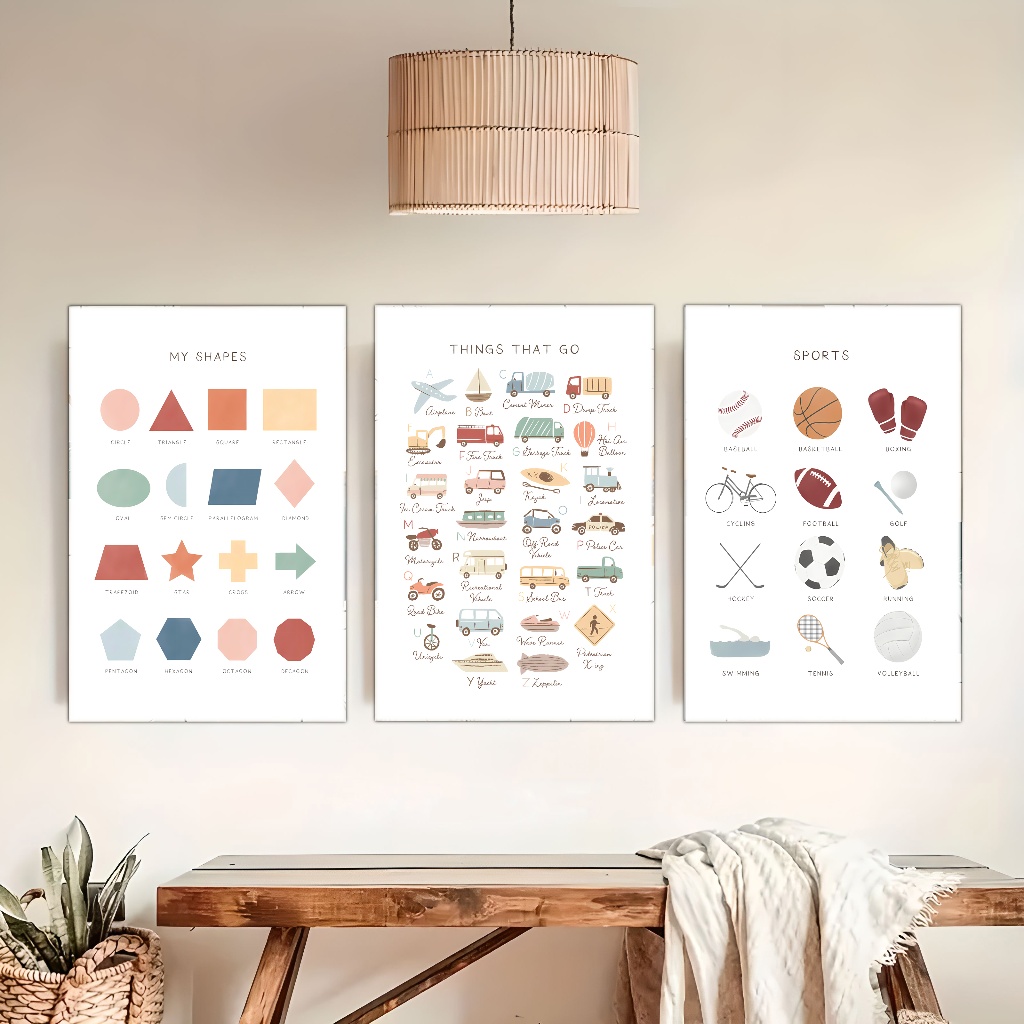 MY SHAPES
CIRCLE TRIANGLE SQUARE RECTANGLE
OVAL SEMI CIRCLE PARALLELOGRAM DIAMOND
TRAPEZOID STAR CROSS ARROW
PENTAGON HEXAGON OCTAGON DECAGON
THINGS THAT GO
A Airplane
B Boat
C Cement Mixer
D Dump Truck
E Excavator
F Fire Truck
G Garbage Truck
H Hot Air
Balloon
I Ice Cream Truck
J Jeep
K Kayak
L Locomotive
M Motorcycle
N Narrowboat
O Off Road
Vehicle
POLICE
P Police Car
Q Quad Bike
R Recreational
Vehicle
S School Bus
T Truck
U Unicycle
V Van
W Wave Runner
X Pedestrian
X ing
Y Yacht
Z Zeppelin
SPORTS
BASEBALL BASKETBALL BOXING
CYCLING FOOTBALL GOLF
HOCKEY SOCCER RUNNING
SWIMMING TENNIS VOLLEYBALL